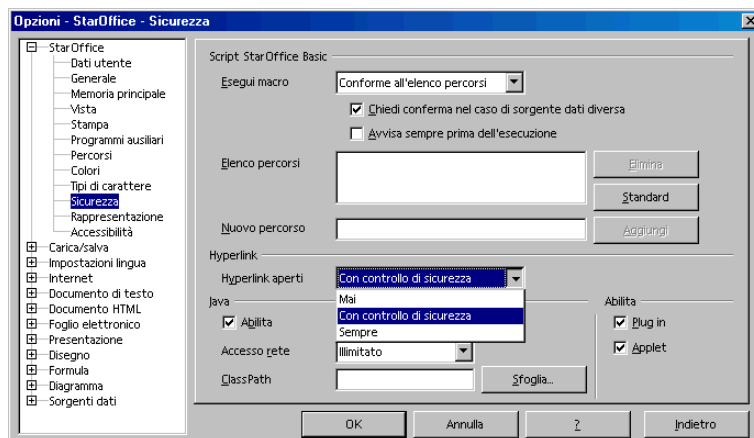 Opzioni - StarOffice - Sicurezza
StarOffice
Dati utente
Generale
Memoria principale
Vista
Stampa
Programmi ausiliari
Percorsi
Colori
Tipi di carattere
Sicurezza
Rappresentazione
Accessibilità
Carica/salva
Impostazioni lingua
Internet
Documento di testo
Documento HTML
Foglio elettronico
Presentazione
Disegno
Formula
Diagramma
Sorgenti dati
Script StarOffice Basic
Esegui macro Conforme all'elenco percorsi
Chiedi conferma nel caso di sorgente dati diversa
Avvisa sempre prima dell'esecuzione
Elenco percorsi
Elimina
Standard
Nuovo percorso
Aggiungi
Hyperlink
Hyperlink aperti Con controllo di sicurezza
Mai
Con controllo di sicurezza
Sempre
Java
Abilita
Accesso rete Illimitato
ClassPath
Sfoglia...
Abilita
Plug in
Applet
OK Annulla ? Indietro